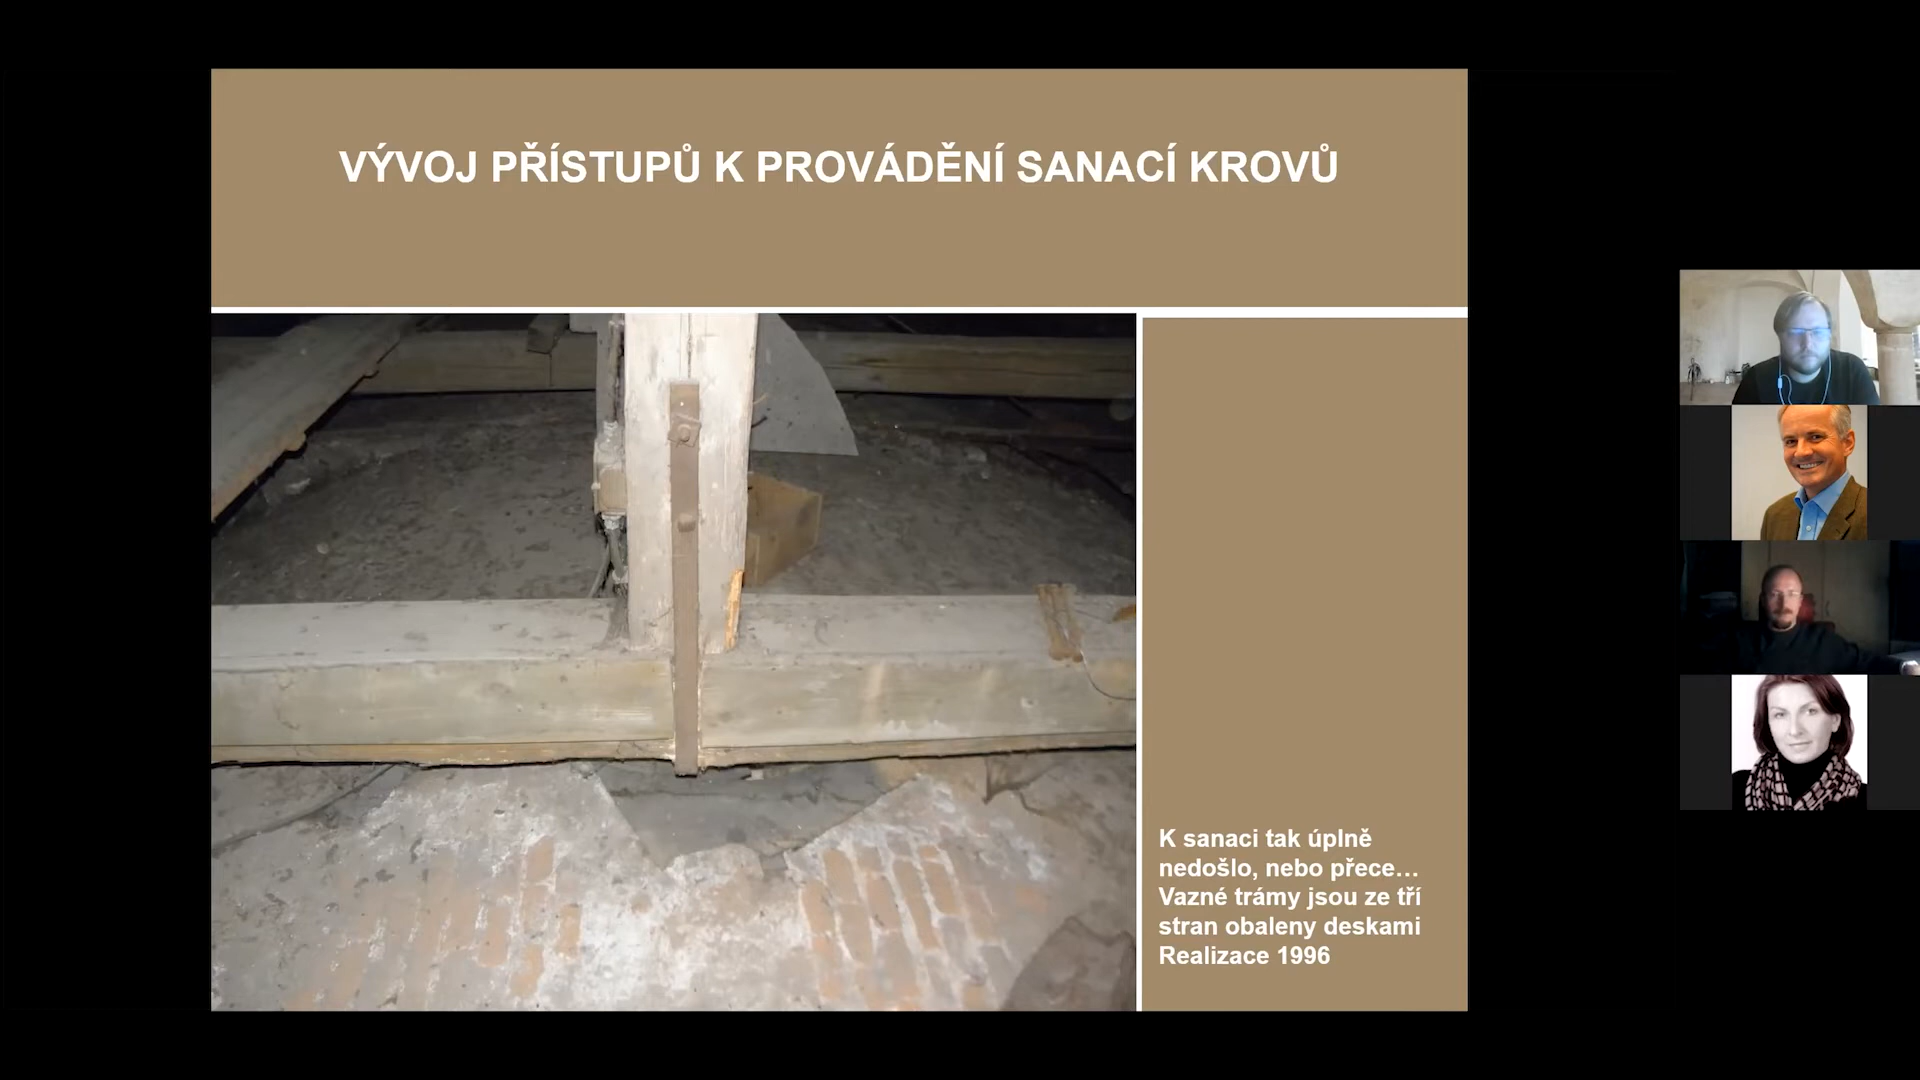 VÝVOJ PŘÍSTUPŮ K PROVÁDĚNÍ SANACÍ KROVŮ
K sanaci tak úplně
nedošlo, nebo přece…
Vazné trámy jsou ze tří
stran obaleny deskami
Realizace 1996